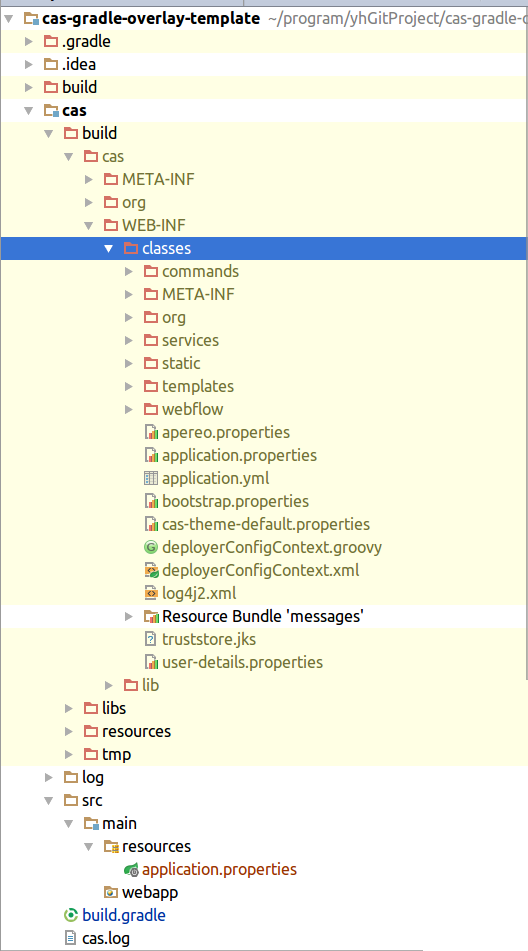 cas-gradle-overlay-template ~/program/yhGitProject/cas-gradle-o
.gradle
.idea
build
cas
build
cas
META-INF
org
WEB-INF
classes
commands
META-INF
org
services
static
templates
webflow
apereo.properties
application.properties
application.yml
bootstrap.properties
cas-theme-default.properties
deployerConfigContext.groovy
deployerConfigContext.xml
log4j2.xml
Resource Bundle 'messages'
truststore.jks
user-details.properties
lib
libs
resources
tmp
log
src
main
resources
application.properties
webapp
build.gradle
cas.log